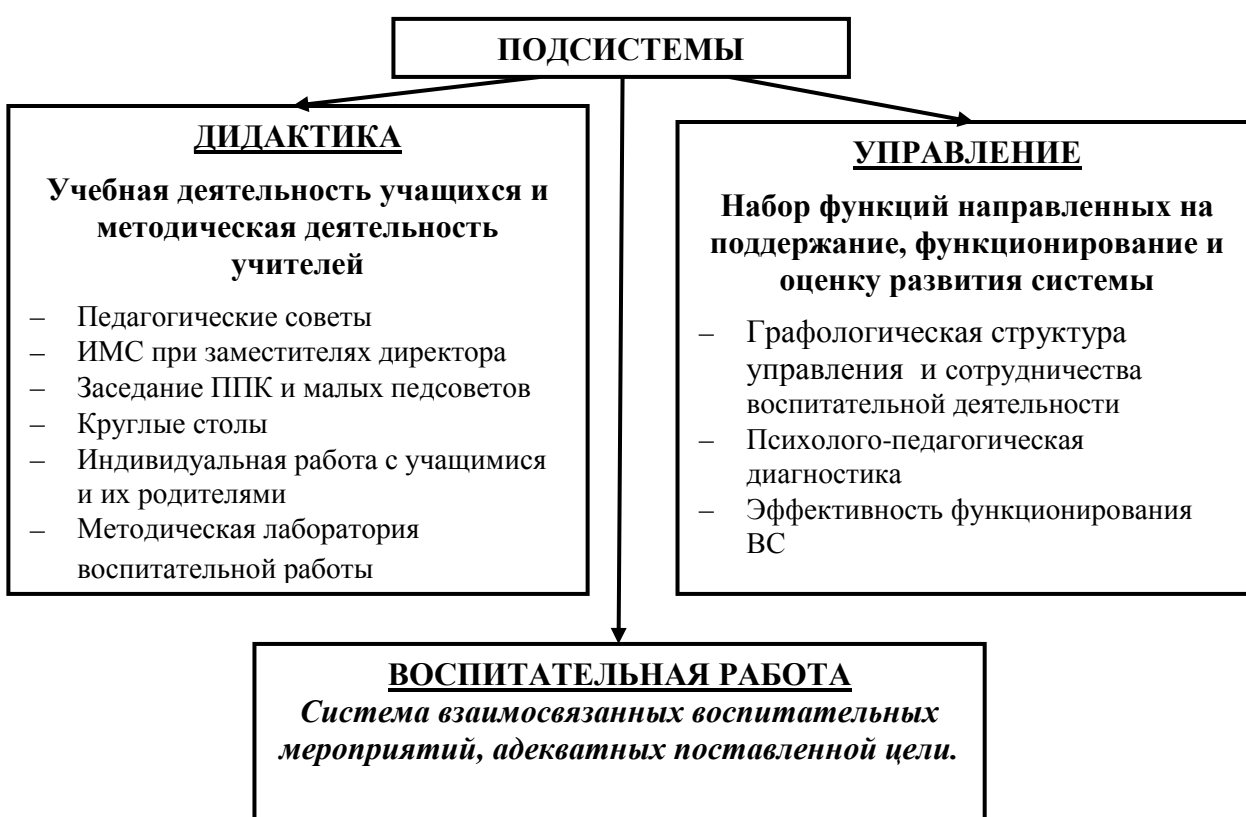 ПОДСИСТЕМЫ
ДИДАКТИКА
Учебная деятельность учащихся и
методическая деятельность
учителей
– Педагогические советы
– ИМС при заместителях директора
– Заседание ППК и малых педсоветов
– Круглые столы
– Индивидуальная работа с учащимися
и их родителями
– Методическая лаборатория
воспитательной работы
УПРАВЛЕНИЕ
Набор функций направленных на
поддержание, функционирование и
оценку развития системы
– Графологическая структура
управления и сотрудничества
воспитательной деятельности
– Психолого-педагогическая
диагностика
– Эффективность функционирования
ВС
ВОСПИТАТЕЛЬНАЯ РАБОТА
Система взаимосвязанных воспитательных
мероприятий, адекватных поставленной цели.